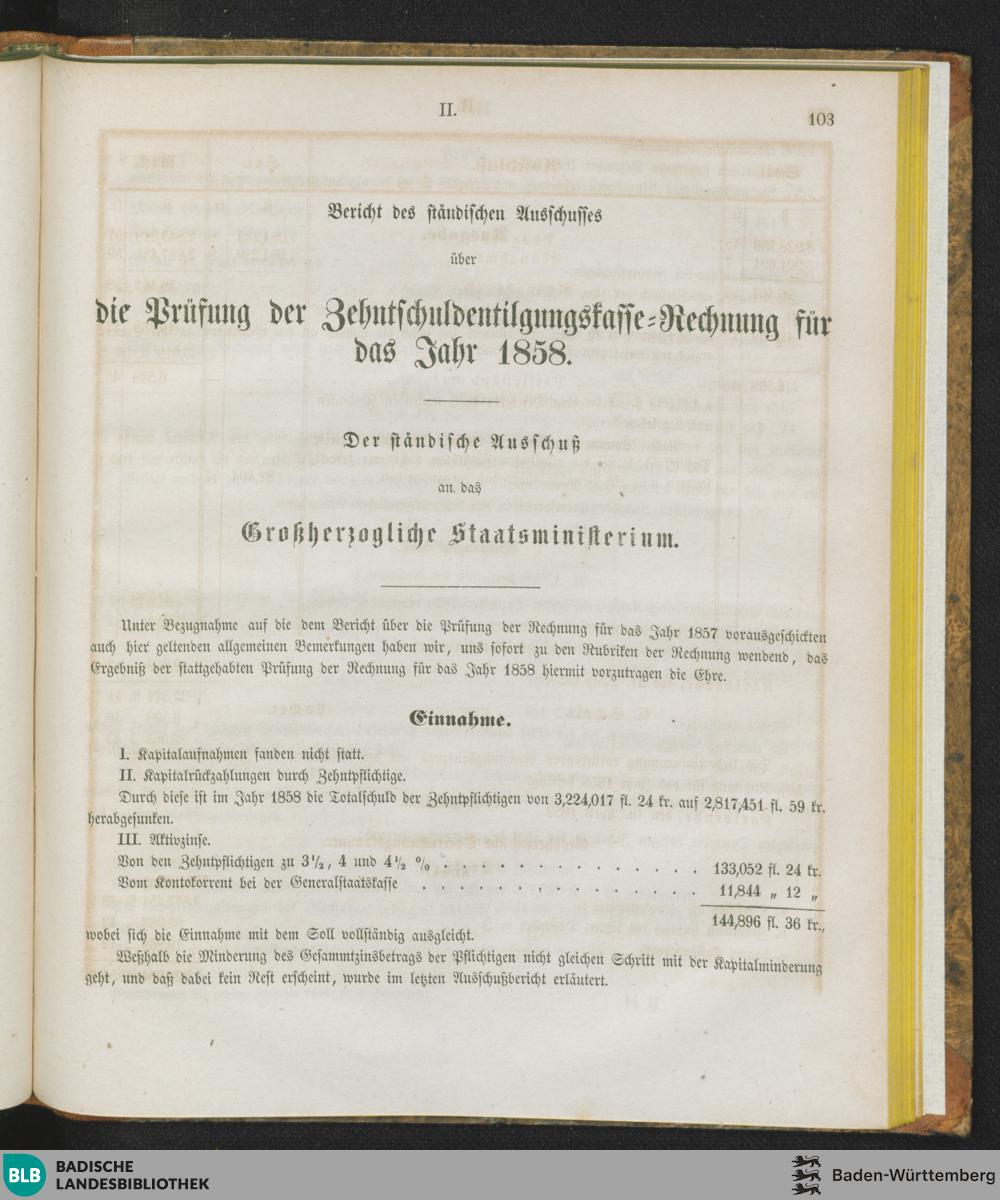 II.
103
Bericht des ständischen Ausschusses
über
die Prüfung der Zehntschuldentilgungskasse-Rechnung für
das Jahr 1858.
Der ständische Ausschuß
an das
Großherzogliche Staatsministerium.
Unter Bezugnahme auf die dem Bericht über die Prüfung der Rechnung für das Jahr 1857 vorausgeschickten
auch hier geltenden allgemeinen Bemerkungen haben wir, uns sofort zu den Rubriken der Rechnung wendend, das
Ergebniß der stattgehabten Prüfung der Rechnung für das Jahr 1858 hiermit vorzutragen die Ehre.
Einnahme.
I. Kapitalaufnahmen fanden nicht statt.
II. Kapitalrückzahlungen durch Zehntpflichtige.
Durch diese ist im Jahr 1858 die Totalschuld der Zehntpflichtigen von 3,224,017 fl. 24 kr. auf 2,817,451 fl. 59 kr.
herabgesunken.
III. Aktivzinse.
Von den Zehntpflichtigen zu 3½, 4 und 4½ % . . . . . . . . . . . . . . 133,052 fl. 24 kr.
Vom Kontokorrent bei der Generalstaatskasse . . . . . . . . . . . . . . . 11,844 „ 12 „
144,896 fl. 36 kr.,
wobei sich die Einnahme mit dem Soll vollständig ausgleicht.
Weßhalb die Minderung des Gesammtzinsbetrags der Pflichtigen nicht gleichen Schritt mit der Kapitalminderung
geht, und daß dabei kein Rest erscheint, wurde im letzten Ausschußbericht erläutert.
BLB
BADISCHE
LANDESBIBLIOTHEK
Baden-Württemberg